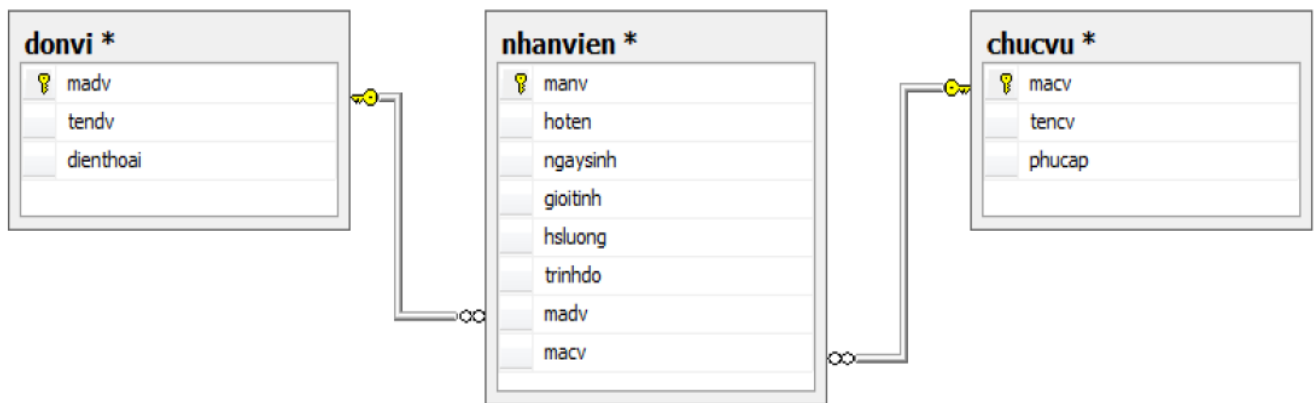 donvi *
madv
tendv
dienthoai
nhanvien *
manv
hoten
ngaysinh
gioitinh
hsluong
trinhdo
madv
macv
chucvu *
macv
tencv
phucap